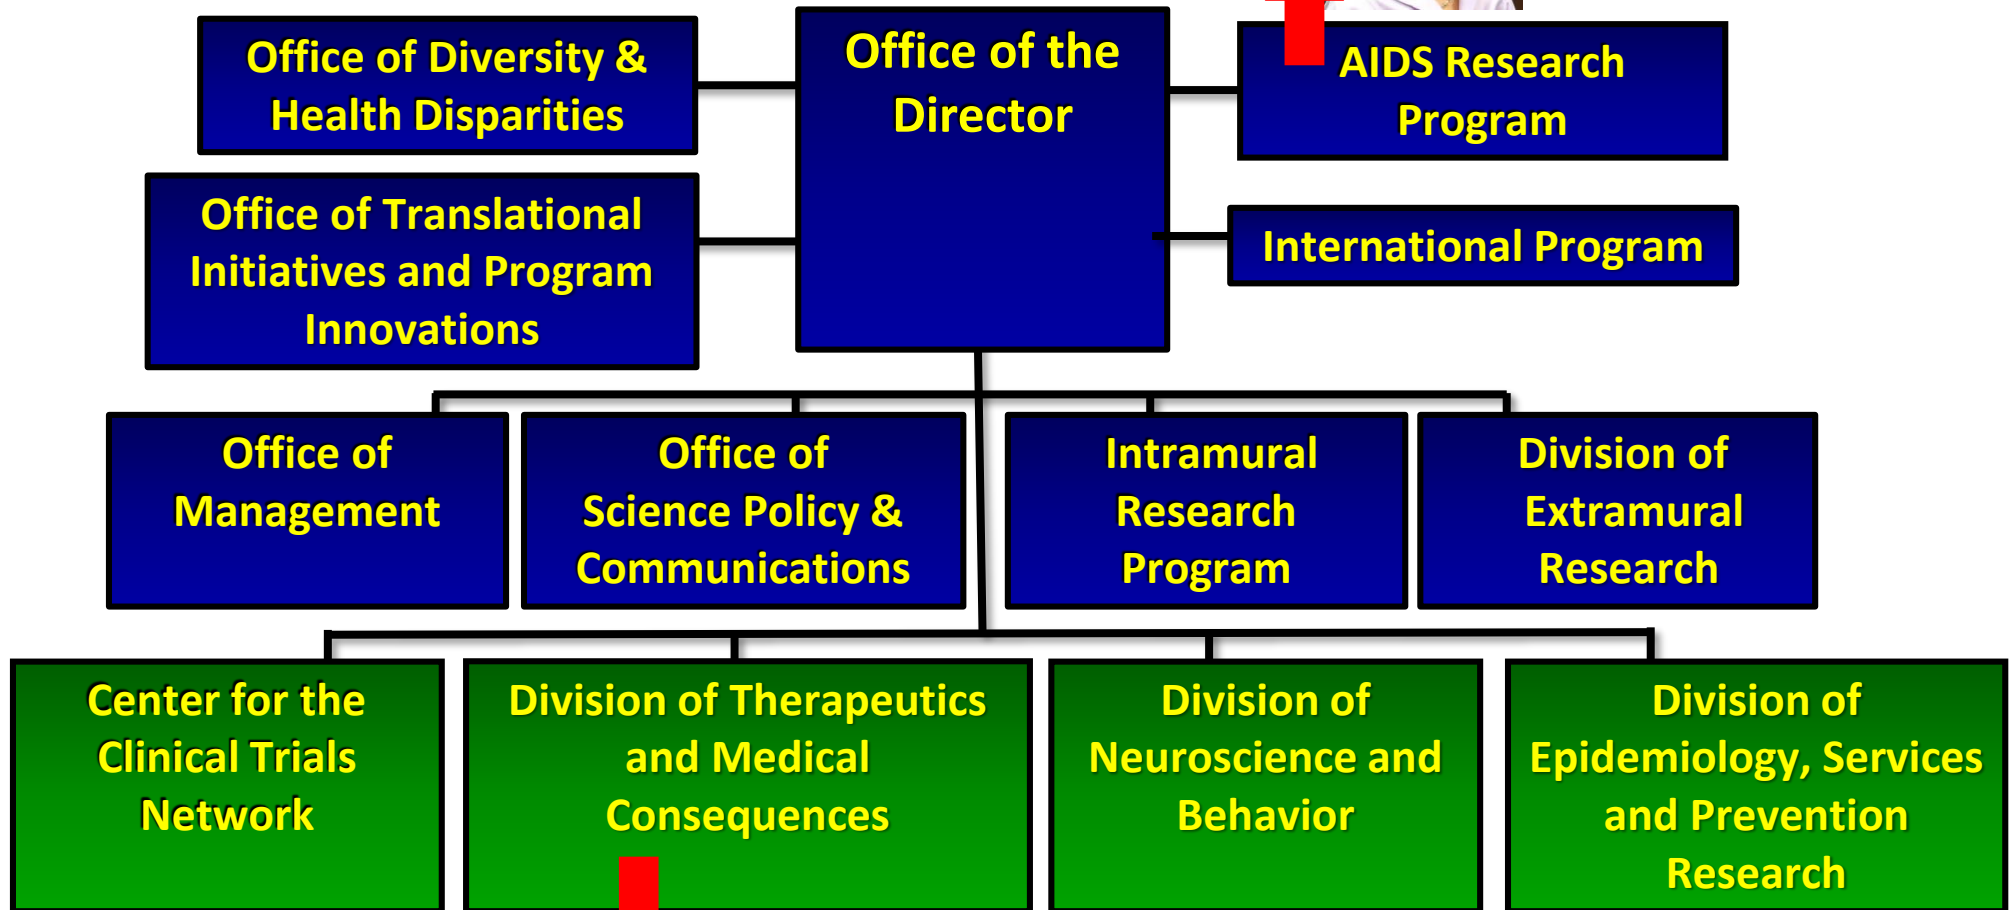 Office of Diversity &
Health Disparities
Office of the
Director
AIDS Research
Program
Office of Translational
Initiatives and Program
Innovations
International Program
Office of
Management
Office of
Science Policy &
Communications
Intramural
Research
Program
Division of
Extramural
Research
Center for the
Clinical Trials
Network
Division of Therapeutics
and Medical
Consequences
Division of
Neuroscience and
Behavior
Division of
Epidemiology, Services
and Prevention
Research